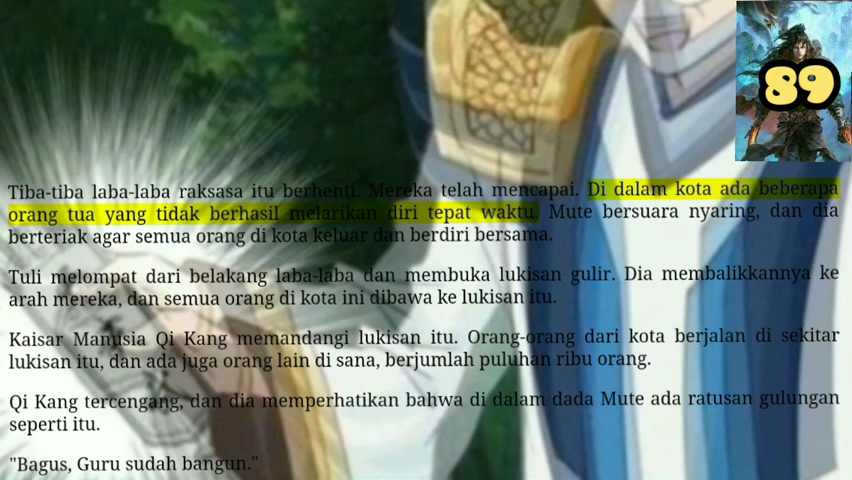 89
Tiba-tiba laba-laba raksasa itu berhenti. Mereka telah mencapai. Di dalam kota ada beberapa
orang tua yang tidak berhasil melarikan diri tepat waktu. Mute bersuara nyaring, dan dia
berteriak agar semua orang di kota keluar dan berdiri bersama.
Tuli melompat dari belakang laba-laba dan membuka lukisan gulir. Dia membalikkannya ke
arah mereka, dan semua orang di kota ini dibawa ke lukisan itu.
Kaisar Manusia Qi Kang memandangi lukisan itu. Orang-orang dari kota berjalan di sekitar
lukisan itu, dan ada juga orang lain di sana, berjumlah puluhan ribu orang.
Qi Kang tercengang, dan dia memperhatikan bahwa di dalam dada Mute ada ratusan gulungan
seperti itu.
"Bagus, Guru sudah bangun."